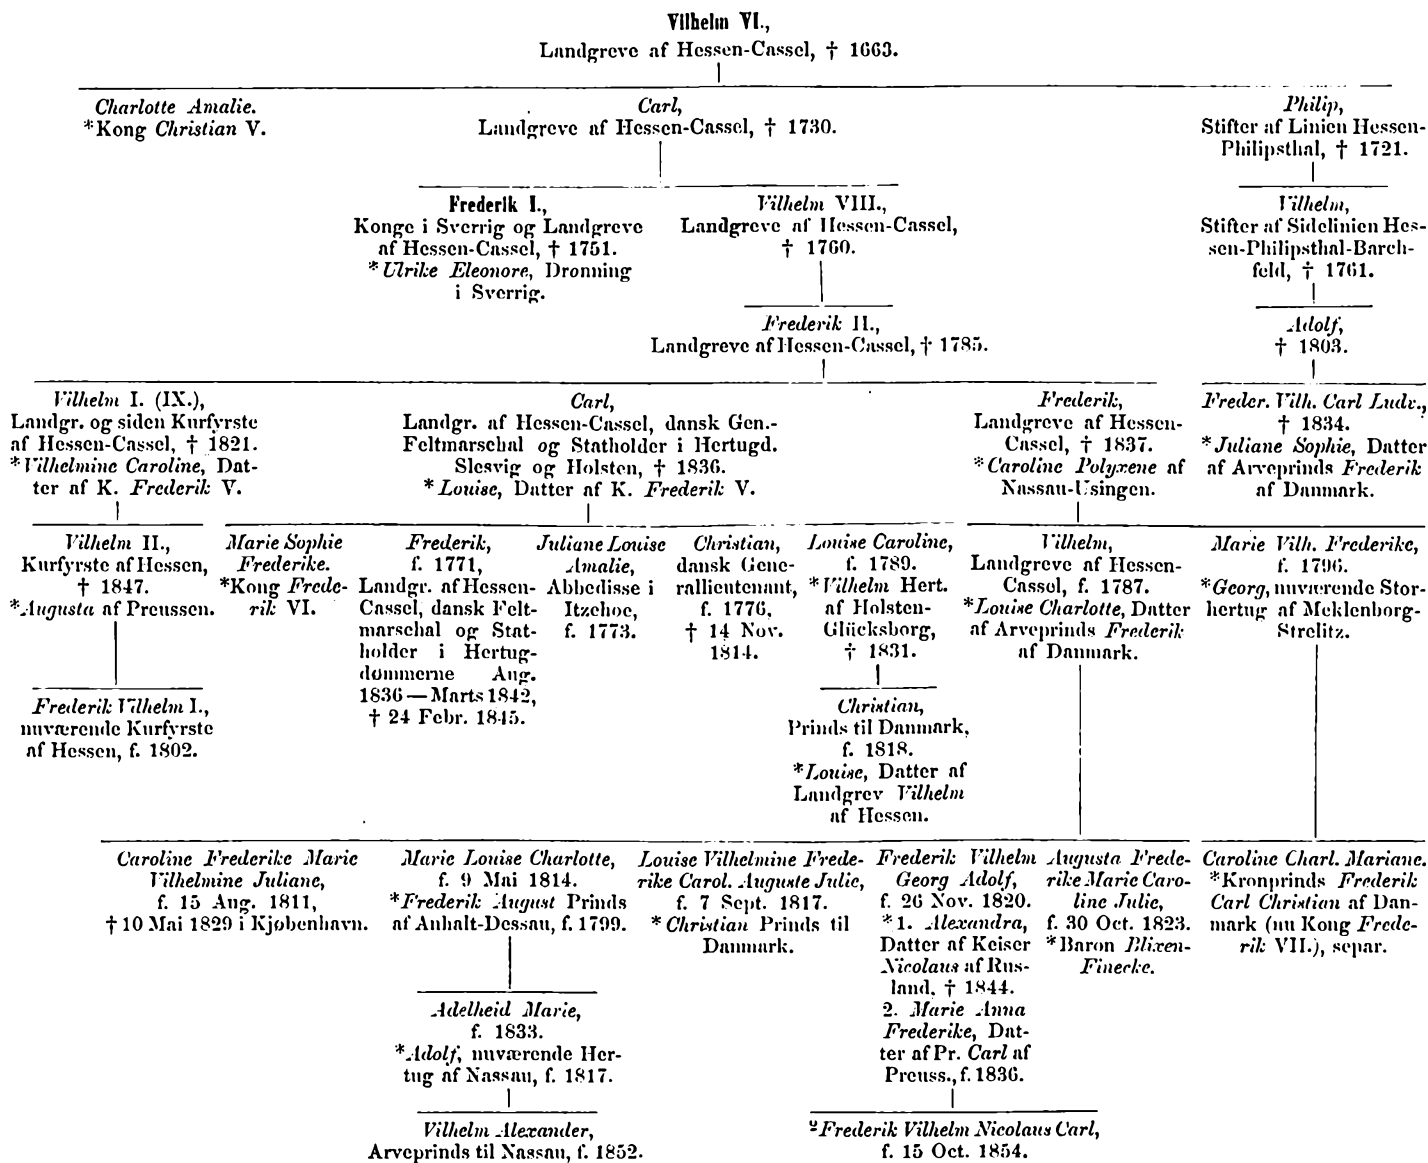 Vilhelm VI.,
Landgreve af Hessen-Cassel, † 1663.
Charlotte Amalie.
*Kong Christian V.
Carl,
Landgreve af Hessen-Cassel, † 1730.
Philip,
Stifter af Linien Hessen-
Philipsthal, † 1721.
Frederik I.,
Konge i Sverrig og Landgreve
af Hessen-Cassel, † 1751.
*Ulrike Eleonore, Dronning
i Sverrig.
Vilhelm VIII.,
Landgreve af Hessen-Cassel,
† 1760.
Vilhelm,
Stifter af Sidelinien Hes-
sen-Philipsthal-Barch-
feld, † 1761.
Frederik II.,
Landgreve af Hessen-Cassel, † 1785.
Adolf,
† 1803.
Vilhelm I. (IX.),
Landgr. og siden Kurfyrste
af Hessen-Cassel, † 1821.
*Vilhelmine Caroline, Dat-
ter af K. Frederik V.
Carl,
Landgr. af Hessen-Cassel, dansk Gen.-
Feltmarschal og Statholder i Hertugd.
Slesvig og Holsten, † 1836.
*Louise, Datter af K. Frederik V.
Frederik,
Landgreve af Hessen-
Cassel, † 1837.
*Caroline Polyxene af
Nassau-Usingen.
Freder. Vilh. Carl Ludv.,
† 1834.
*Juliane Sophie, Datter
af Arveprinds Frederik
af Danmark.
Vilhelm II.,
Kurfyrste af Hessen,
† 1847.
*Augusta af Preussen.
Marie Sophie
Frederike.
*Kong Frede-
rik VI.
Frederik,
f. 1771,
Landgr. af Hessen-
Cassel, dansk Felt-
marschal og Stat-
holder i Hertug-
dømmerne Aug.
1836—Marts 1842,
† 24 Febr. 1845.
Juliane Louise
Amalie,
Abbedisse i
Itzehoe,
f. 1773.
Christian,
dansk Gene-
rallieutenant,
f. 1776.
† 14 Nov.
1814.
Louise Caroline,
f. 1789.
*Vilhelm Hert.
af Holsten-
Glücksborg,
† 1831.
Vilhelm,
Landgreve af Hessen-
Cassel, f. 1787.
*Louise Charlotte, Datter
af Arveprinds Frederik
af Danmark.
Marie Vilh. Frederike,
f. 1796.
*Georg, nuværende Stor-
hertug af Meklenborg-
Strelitz.
Frederik Vilhelm I.,
nuværende Kurfyrste
af Hessen, f. 1802.
Christian,
Prinds til Danmark,
f. 1818.
*Louise, Datter af
Landgrev Vilhelm
af Hessen.
Caroline Frederike Marie
Vilhelmine Juliane,
f. 15 Aug. 1811,
† 10 Mai 1829 i Kjøbenhavn.
Marie Louise Charlotte,
f. 9 Mai 1814.
*Frederik August Prinds
af Anhalt-Dessau, f. 1799.
Louise Vilhelmine Frede-
rike Carol. Auguste Julie,
f. 7 Sept. 1817.
*Christian Prinds til
Danmark.
Frederik Vilhelm
Georg Adolf,
f. 26 Nov. 1820.
*1. Alexandra,
Datter af Keiser
Nicolaus af Rus-
land, † 1844.
2. Marie Anna
Frederike, Dat-
ter af Pr. Carl af
Preuss., f. 1836.
Augusta Frede-
rike Marie Caro-
line Julie,
f. 30 Oct. 1823.
*Baron Blixen-
Finecke.
Caroline Charl. Mariane.
*Kronprinds Frederik
Carl Christian af Dan-
mark (nu Kong Frede-
rik VII.), separ.
Adelheid Marie,
f. 1833.
*Adolf, nuværende Her-
tug af Nassau, f. 1817.
Vilhelm Alexander,
Arveprinds til Nassau, f. 1852.
²Frederik Vilhelm Nicolaus Carl,
f. 15 Oct. 1854.